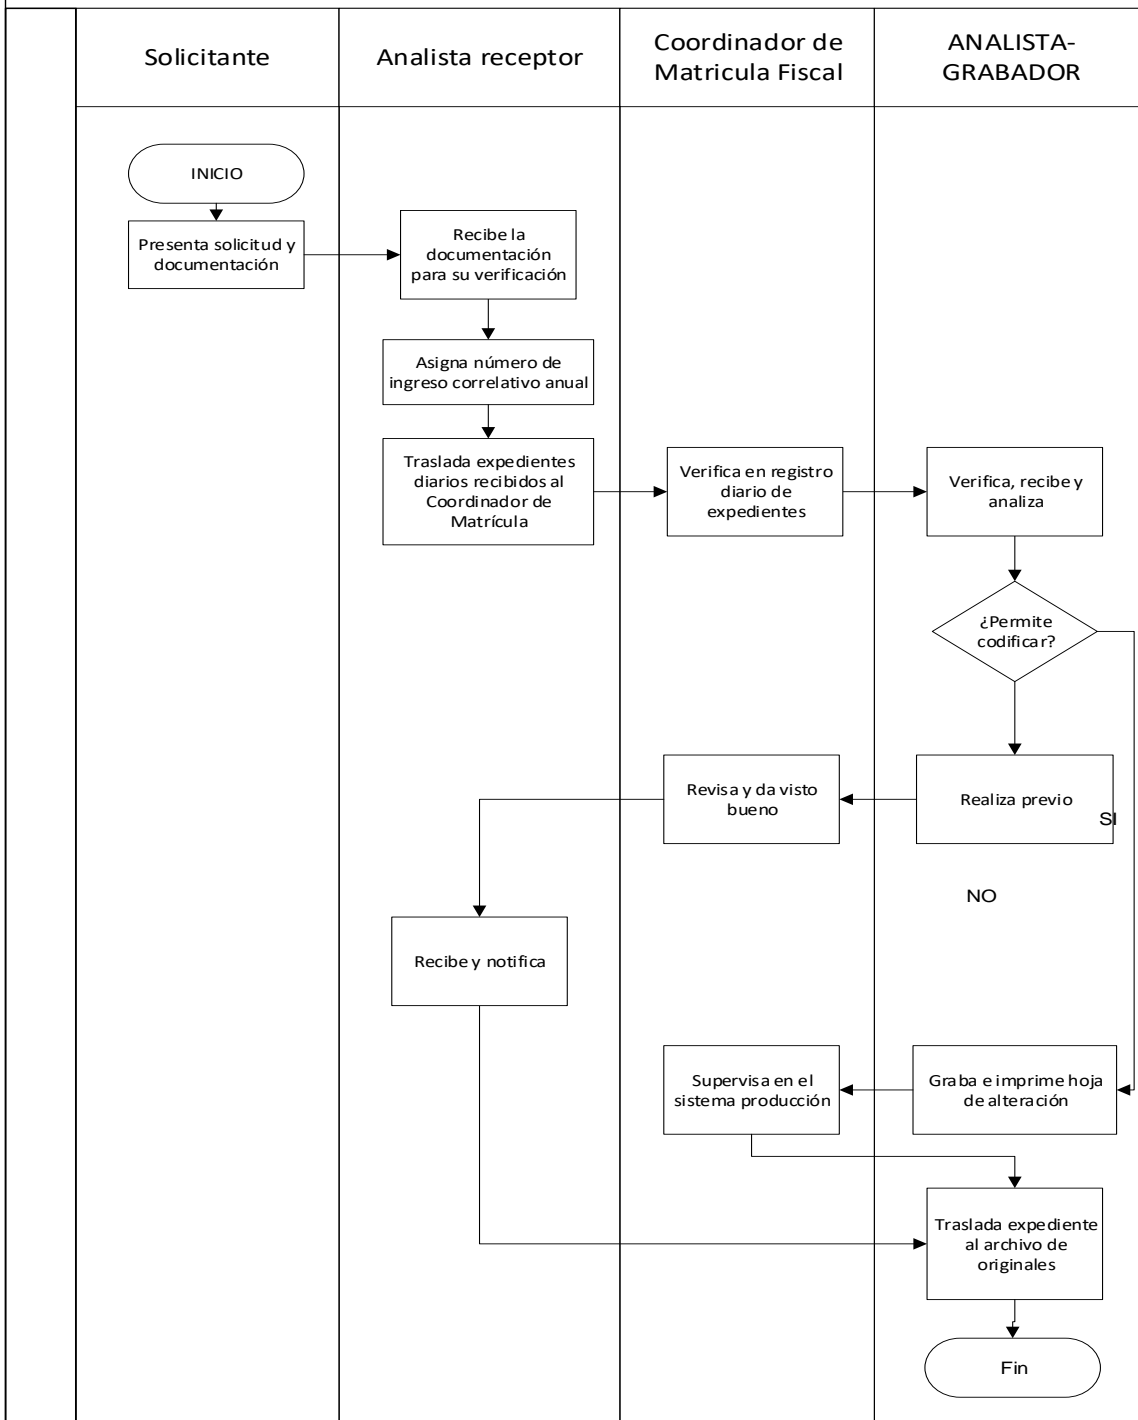 Solicitante
Analista receptor
Coordinador de
Matricula Fiscal
ANALISTA-
GRABADOR
INICIO
Presenta solicitud y
documentación
Recibe la
documentación
para su verificación
Asigna número de
ingreso correlativo anual
Traslada expedientes
diarios recibidos al
Coordinador de
Matrícula
Verifica en registro
diario de
expedientes
Verifica, recibe y
analiza
¿Permite
codificar?
Realiza previo
SI
Revisa y da visto
bueno
NO
Recibe y notifica
Graba e imprime hoja
de alteración
Supervisa en el
sistema producción
Traslada expediente
al archivo de
originales
Fin